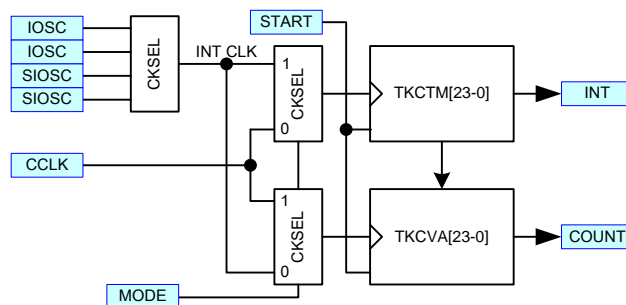 IOSC
IOSC
SIOSC
SIOSC
CKSEL
INT CLK
START
1
0
CKSEL
TKCTM[23-0]
INT
CCLK
1
0
CKSEL
TKCVA[23-0]
COUNT
MODE